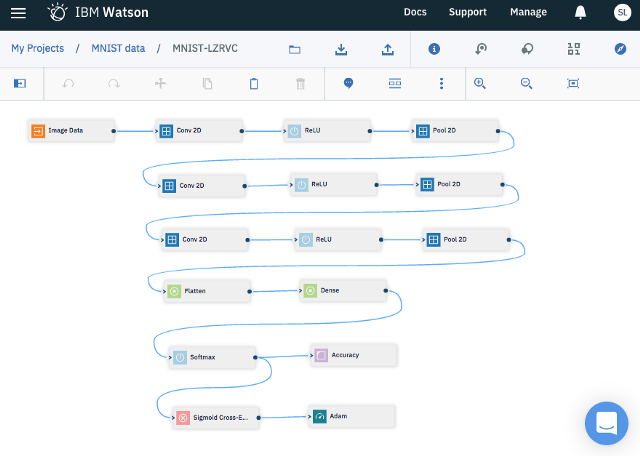 IBM Watson
Docs Support Manage SL
My Projects / MNIST data / MNIST-LZRVC
Image Data Conv 2D ReLU Pool 2D
Conv 2D ReLU Pool 2D
Conv 2D ReLU Pool 2D
Flatten Dense
Softmax Accuracy
Sigmoid Cross-E... Adam